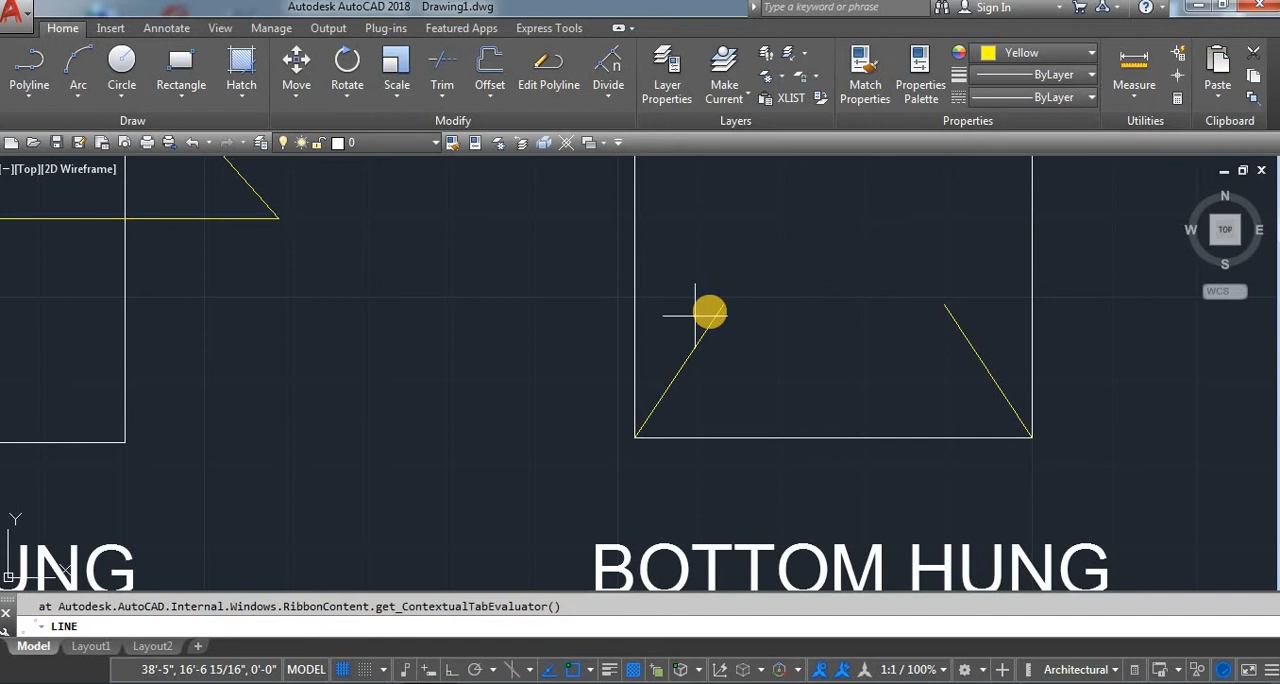 Autodesk AutoCAD 2018   Drawing1.dwg
Type a keyword or phrase
Sign In
Home Insert Annotate View Manage Output Plug-ins Featured Apps Express Tools
Polyline Arc Circle Rectangle Hatch
Draw
Move Rotate Scale Trim Offset Edit Polyline Divide
Modify
Layer Properties
Make Current
XLIST
Layers
Match Properties
Properties Palette
Yellow
ByLayer
ByLayer
Properties
Measure
Utilities
Paste
Clipboard
0
[−][Top][2D Wireframe]
N
W TOP E
S
WCS
Y
X
JNG
BOTTOM HUNG
at Autodesk.AutoCAD.Internal.Windows.RibbonContent.get_ContextualTabEvaluator()
LINE
Model Layout1 Layout2 +
38'-5", 16'-6 15/16", 0'-0" MODEL 1:1 / 100% Architectural